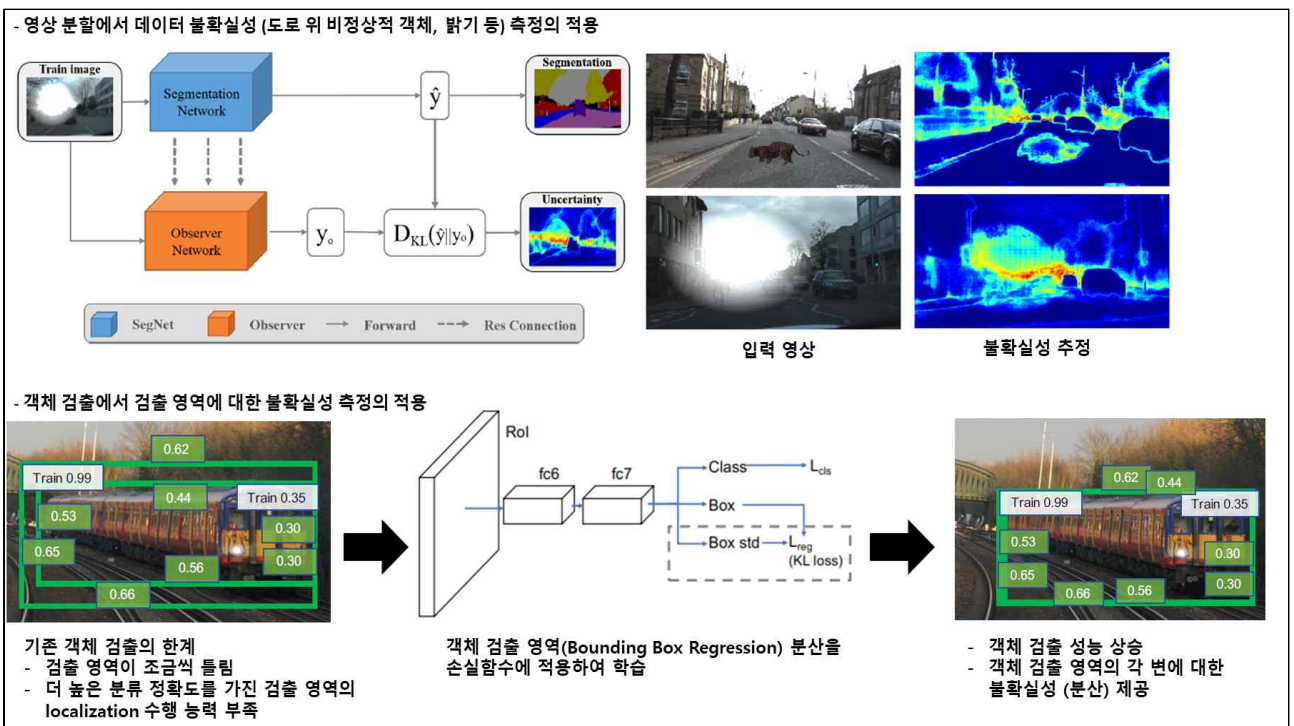 - 영상 분할에서 데이터 불확실성 (도로 위 비정상적 객체, 밝기 등) 측정의 적용
Train image
Segmentation
Network
ŷ
Segmentation
Observer
Network
yₒ
D_KL(ŷ||yₒ)
Uncertainty
SegNet
Observer
Forward
Res Connection
입력 영상
불확실성 추정
- 객체 검출에서 검출 영역에 대한 불확실성 측정의 적용
0.62
Train 0.99
0.44
Train 0.35
0.53
0.30
0.65
0.30
0.56
0.66
RoI
fc6
fc7
Class
L_cls
Box
Box std
L_reg
(KL loss)
0.62
0.44
Train 0.99
Train 0.35
0.53
0.30
0.65
0.30
0.66
0.56
기존 객체 검출의 한계
- 검출 영역이 조금씩 틀림
- 더 높은 분류 정확도를 가진 검출 영역의
localization 수행 능력 부족
객체 검출 영역(Bounding Box Regression) 분산을
손실함수에 적용하여 학습
- 객체 검출 성능 상승
- 객체 검출 영역의 각 변에 대한
불확실성 (분산) 제공